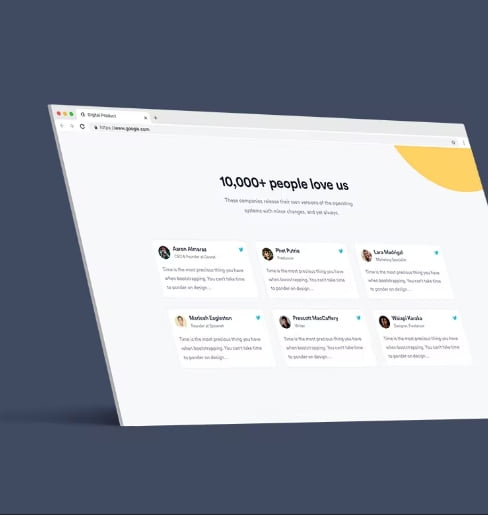 Digital Product
https://www.google.com
10,000+ people love us
These companies release their own versions of the operating
systems with minor changes, and yet always.
Aaron Almaraz
CEO & Founder at
Phet Putrie
Freelancer
Lara Madrigal
Marketing Specialist
Time is the most precious thing you have
when bootstrapping. You can't take time
to ponder on design…
Time is the most precious thing you have
when bootstrapping. You can't take time
to ponder on design…
Time is the most precious thing you have
when bootstrapping. You can't take time
to ponder on design…
Marleah Eagleston
Founder at
Prescott MacCaffery
Writer
Waiapi Karaka
Designer, Freelancer
Time is the most precious thing you have
when bootstrapping. You can't take time
to ponder on design…
Time is the most precious thing you have
when bootstrapping. You can't take time
to ponder on design…
Time is the most precious thing you have
when bootstrapping. You can't take time
to ponder on design…